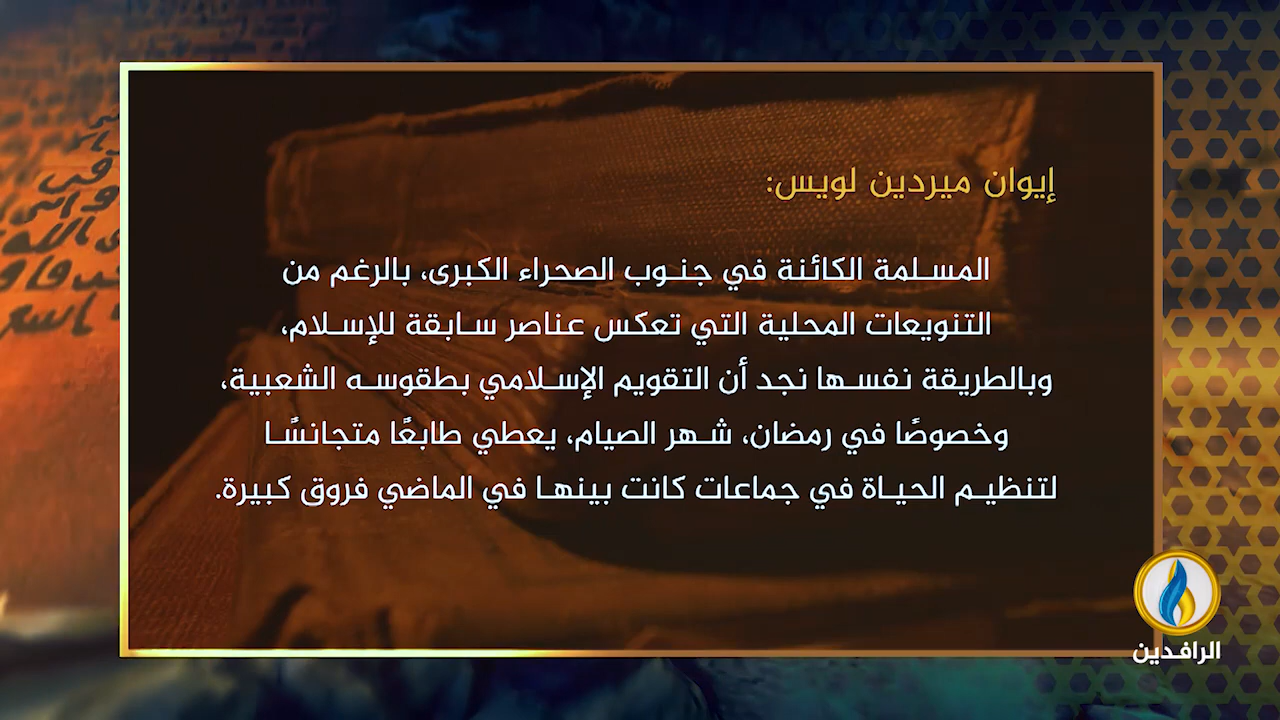 إيوان ميردين لويس:
المسلمة الكائنة في جنوب الصحراء الكبرى، بالرغم من
التنويعات المحلية التي تعكس عناصر سابقة للإسلام،
وبالطريقة نفسها نجد أن التقويم الإسلامي بطقوسه الشعبية،
وخصوصًا في رمضان، شهر الصيام، يعطي طابعًا متجانسًا
لتنظيم الحياة في جماعات كانت بينها في الماضي فروق كبيرة.
الرافدين